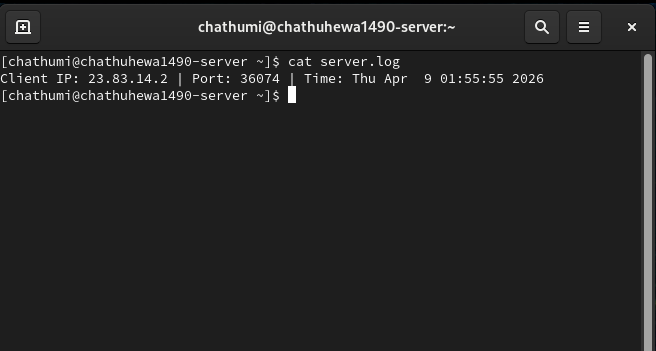 chathumi@chathuhewa1490-server:~
[chathumi@chathuhewa1490-server ~]$ cat server.log
Client IP: 23.83.14.2 | Port: 36074 | Time: Thu Apr  9 01:55:55 2026
[chathumi@chathuhewa1490-server ~]$